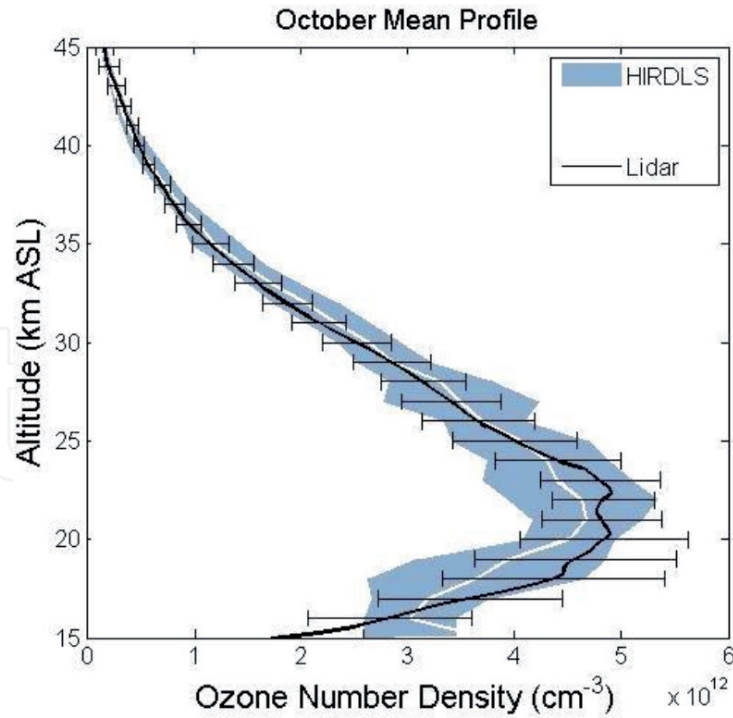 October Mean Profile
45
40
35
30
25
20
15
Altitude (km ASL)
HIRDLS
Lidar
0 1 2 3 4 5 6
Ozone Number Density (cm⁻³) x 10¹²